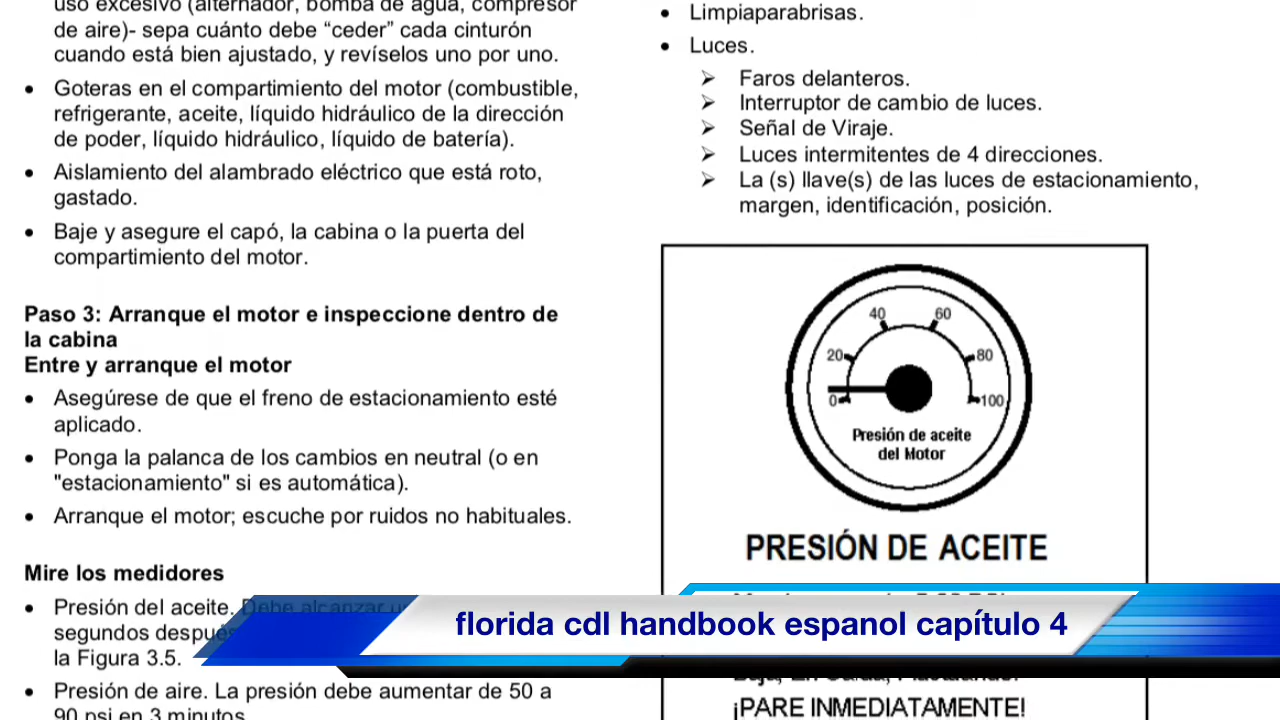 uso excesivo (alternador, bomba de agua, compresor
de aire)- sepa cuánto debe “ceder” cada cinturón
cuando está bien ajustado, y revíselos uno por uno.
• Goteras en el compartimiento del motor (combustible,
refrigerante, aceite, líquido hidráulico de la dirección
de poder, líquido hidráulico, líquido de batería).
• Aislamiento del alambrado eléctrico que está roto,
gastado.
• Baje y asegure el capó, la cabina o la puerta del
compartimiento del motor.
Paso 3: Arranque el motor e inspeccione dentro de
la cabina
Entre y arranque el motor
• Asegúrese de que el freno de estacionamiento esté
aplicado.
• Ponga la palanca de los cambios en neutral (o en
"estacionamiento" si es automática).
• Arranque el motor; escuche por ruidos no habituales.
Mire los medidores
• Presión del aceite. Debe alcanzar
segundos después
la Figura 3.5.
• Presión de aire. La presión debe aumentar de 50 a
90 psi en 3 minutos
• Limpiaparabrisas.
• Luces.
➢ Faros delanteros.
➢ Interruptor de cambio de luces.
➢ Señal de Viraje.
➢ Luces intermitentes de 4 direcciones.
➢ La (s) llave(s) de las luces de estacionamiento,
margen, identificación, posición.
40 60
20 80
0 100
Presión de aceite
del Motor
PRESIÓN DE ACEITE
¡PARE INMEDIATAMENTE!
florida cdl handbook espanol capítulo 4